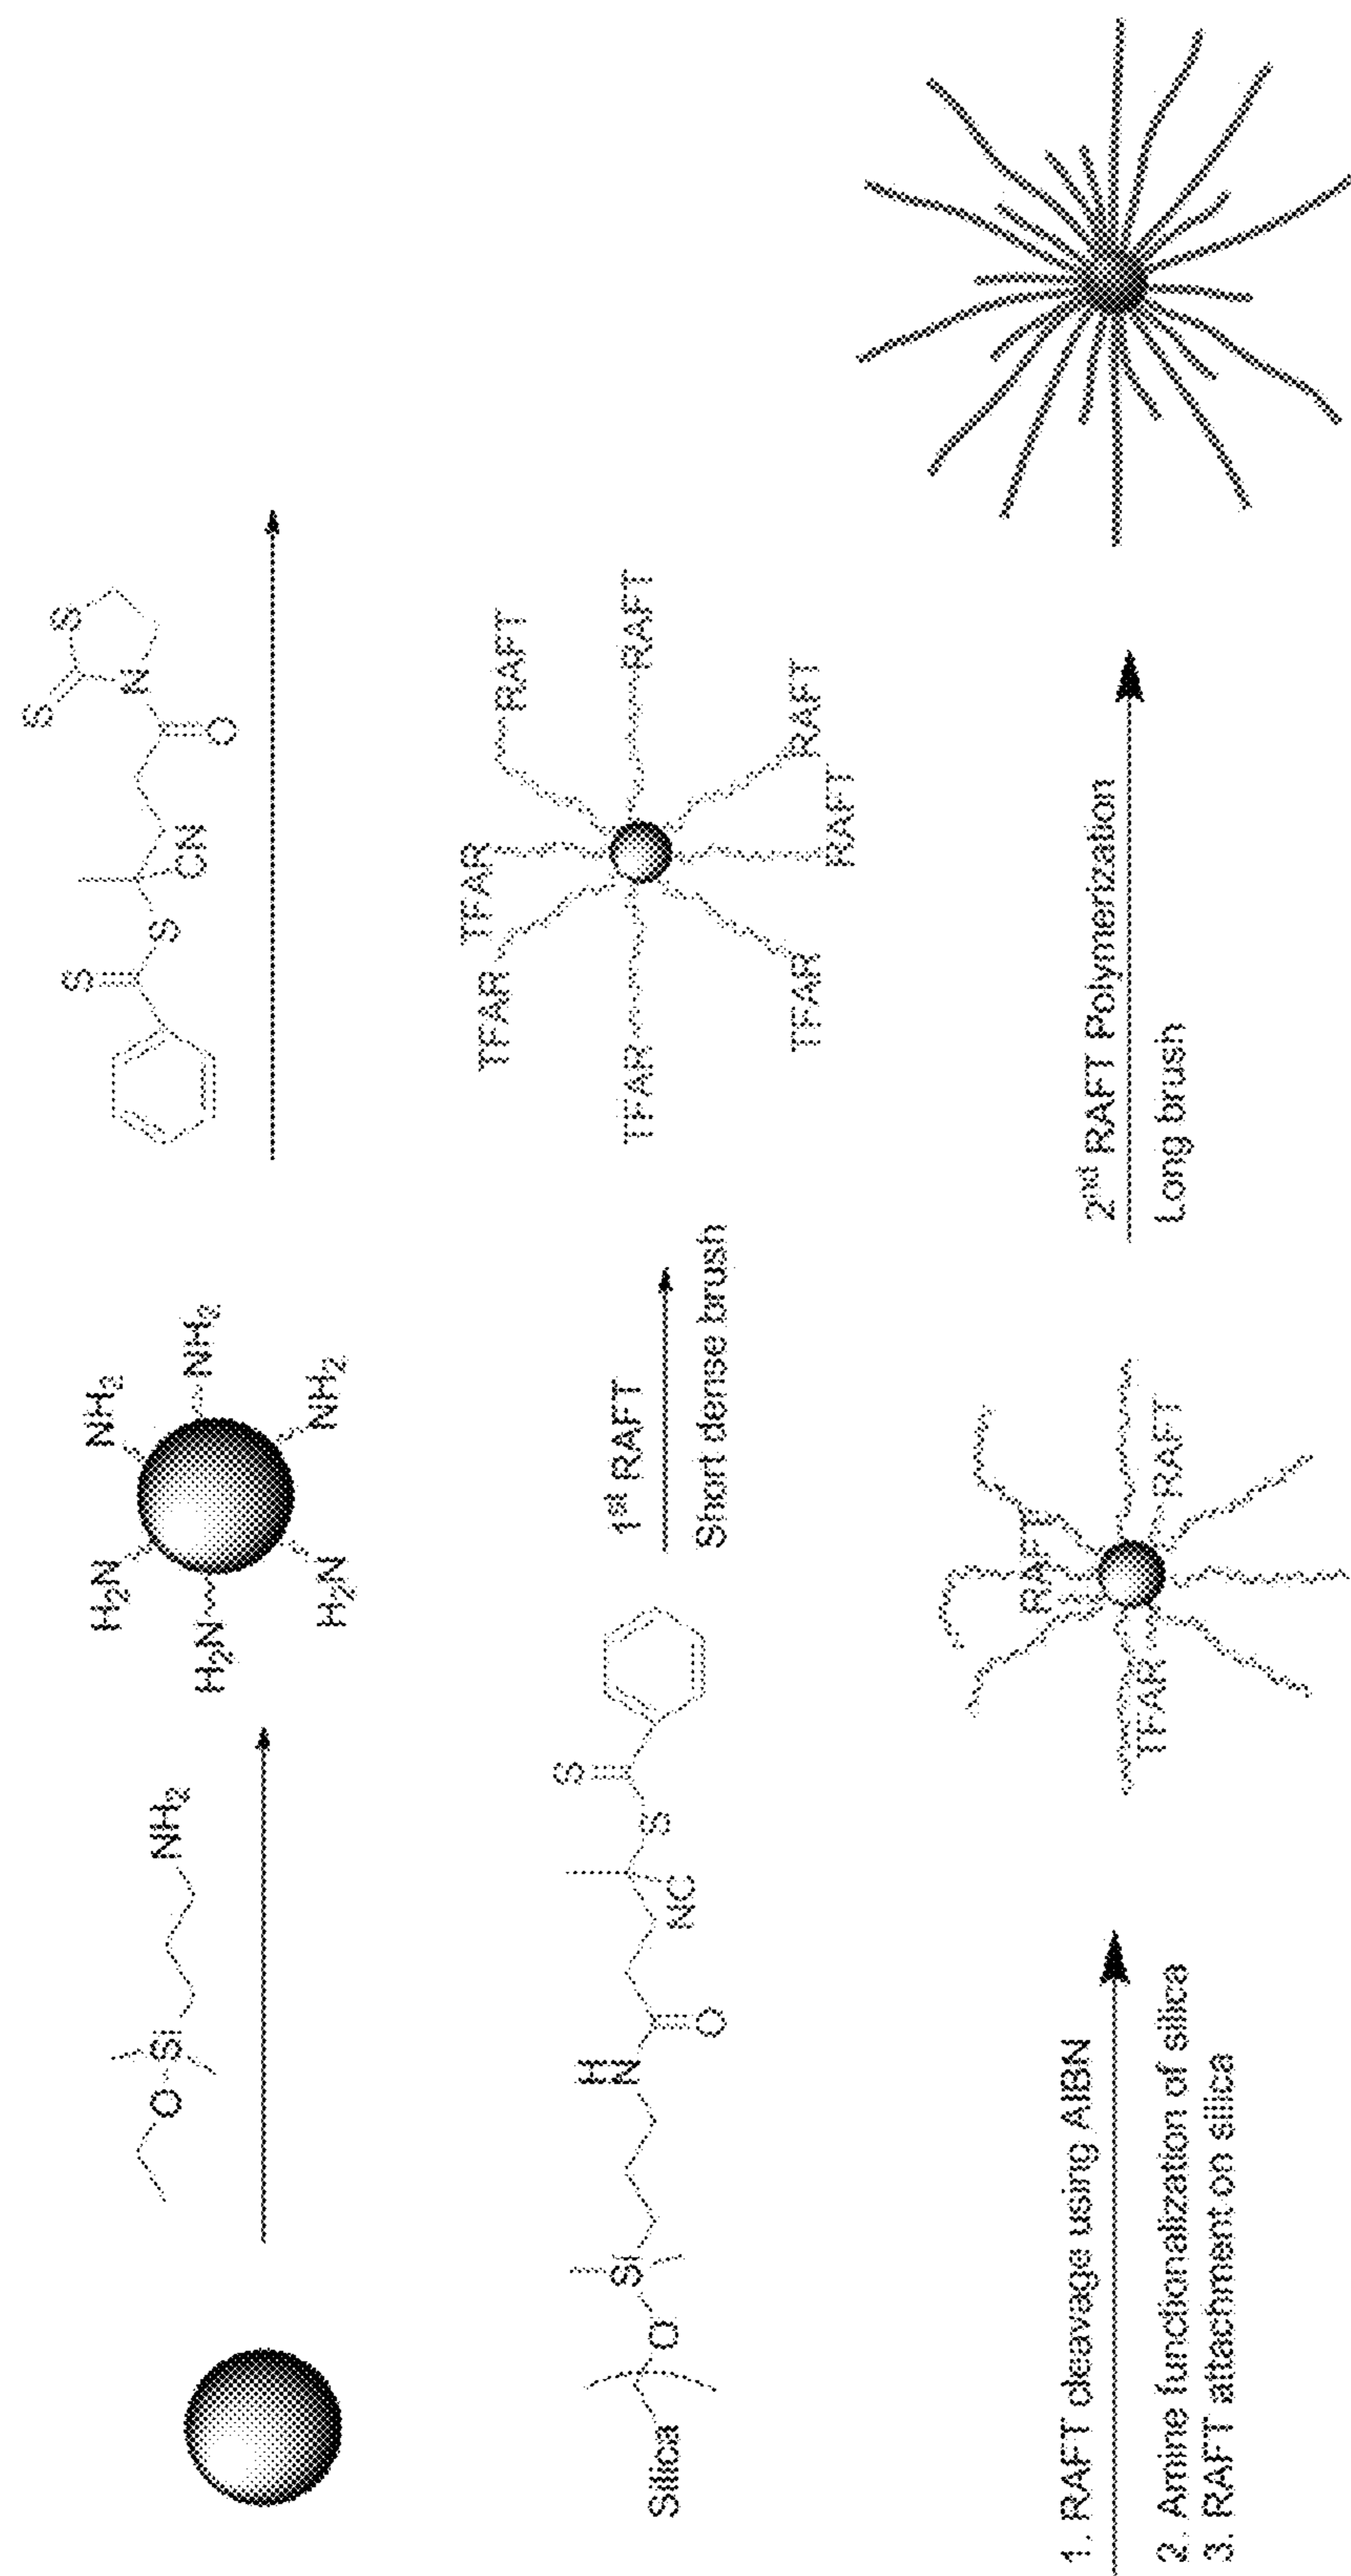 O-Si NH₂
H₂N NH₂
H₂N NH₂
H₂N NH₂
S S CN O N S S
Silica O Si H N O NC S S
1st RAFT
Short dense brush
TFAR RAFT
TFAR
TFAR RAFT
TFAR RAFT
RAFT
1. RAFT cleavage using AIBN
2. Amine functionalization of silica
3. RAFT attachment on silica
RAFT
TFAR RAFT
2nd RAFT Polymerization
Long brush